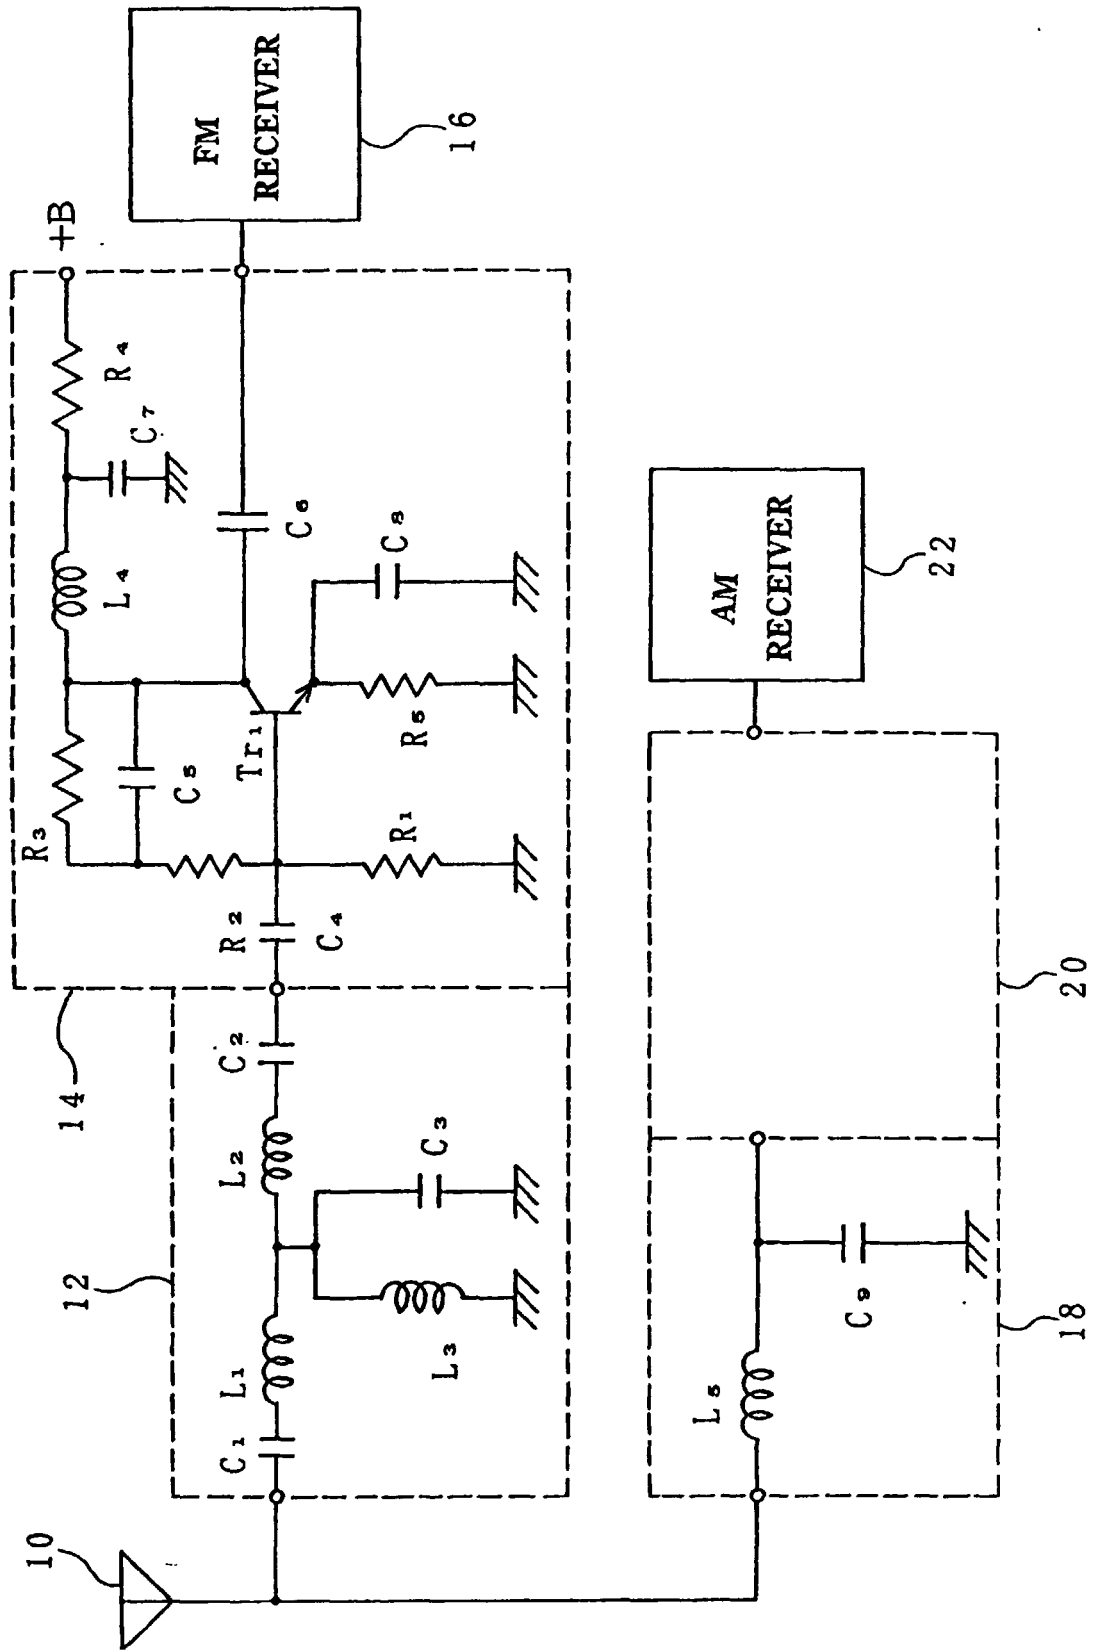 10
12
14
+B
FM
RECEIVER
16
C₁
L₁
L₂
C₂
L₃
C₃
R₂
C₄
R₃
C₅
Tr₁
R₁
R₅
C₈
L₄
C₇
R₄
C₆
L₅
C₉
18
20
AM
RECEIVER
22